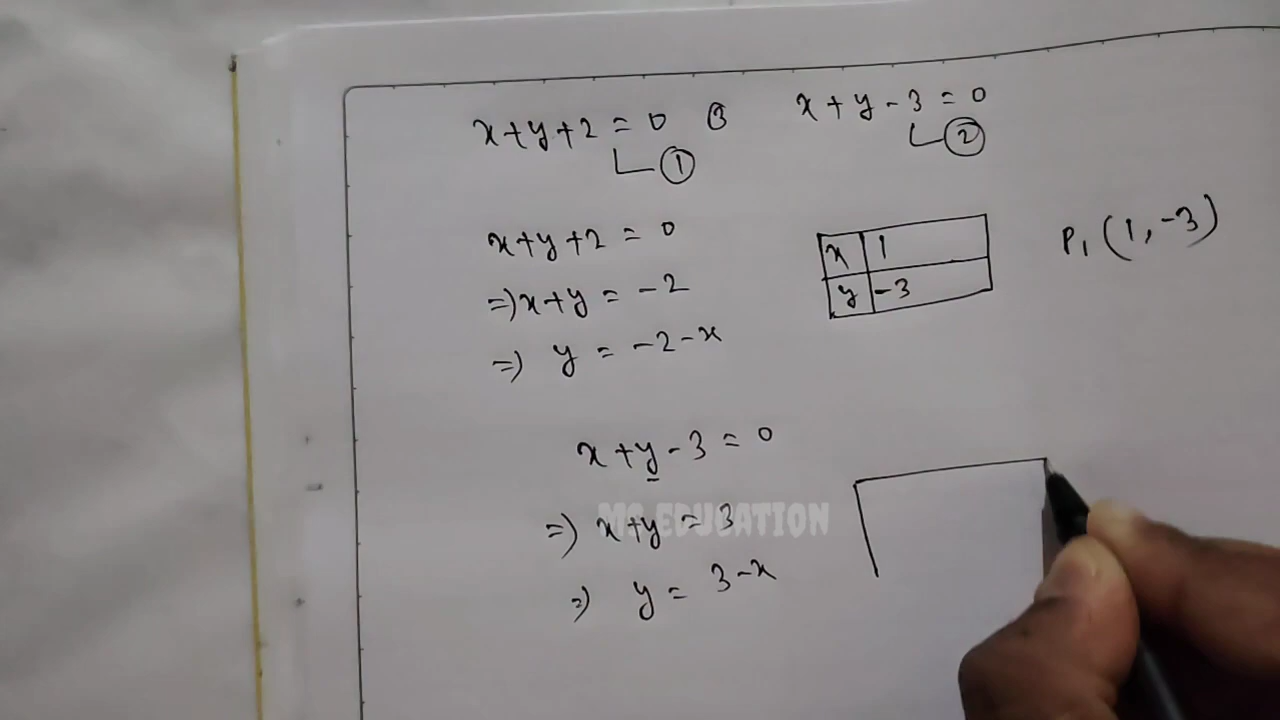 x+y+2=0 & x+y-3=0
① ②
x+y+2=0
⇒x+y=-2
⇒ y=-2-x
x 1
y -3
P₁(1,-3)
x+y-3=0
⇒ x+y=3
⇒ y=3-x
MS EDUCATION